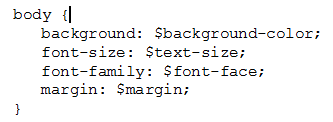 body {
    background: $background-color;
    font-size: $text-size;
    font-family: $font-face;
    margin: $margin;
}